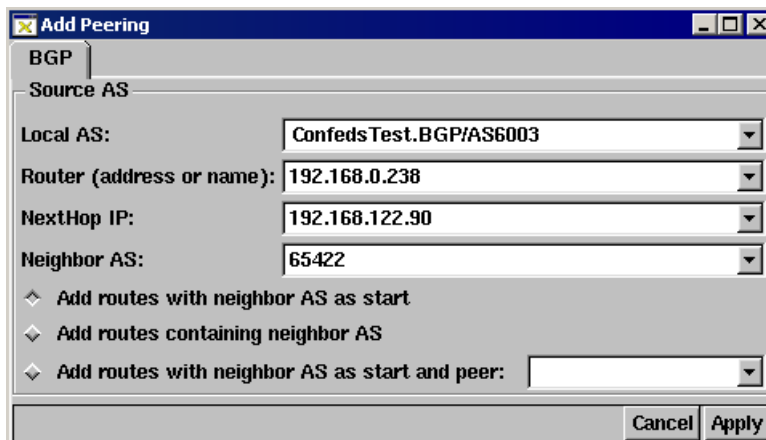 Add Peering
BGP
Source AS
Local AS: ConfedsTest.BGP/AS6003
Router (address or name): 192.168.0.238
NextHop IP: 192.168.122.90
Neighbor AS: 65422
Add routes with neighbor AS as start
Add routes containing neighbor AS
Add routes with neighbor AS as start and peer:
Cancel Apply